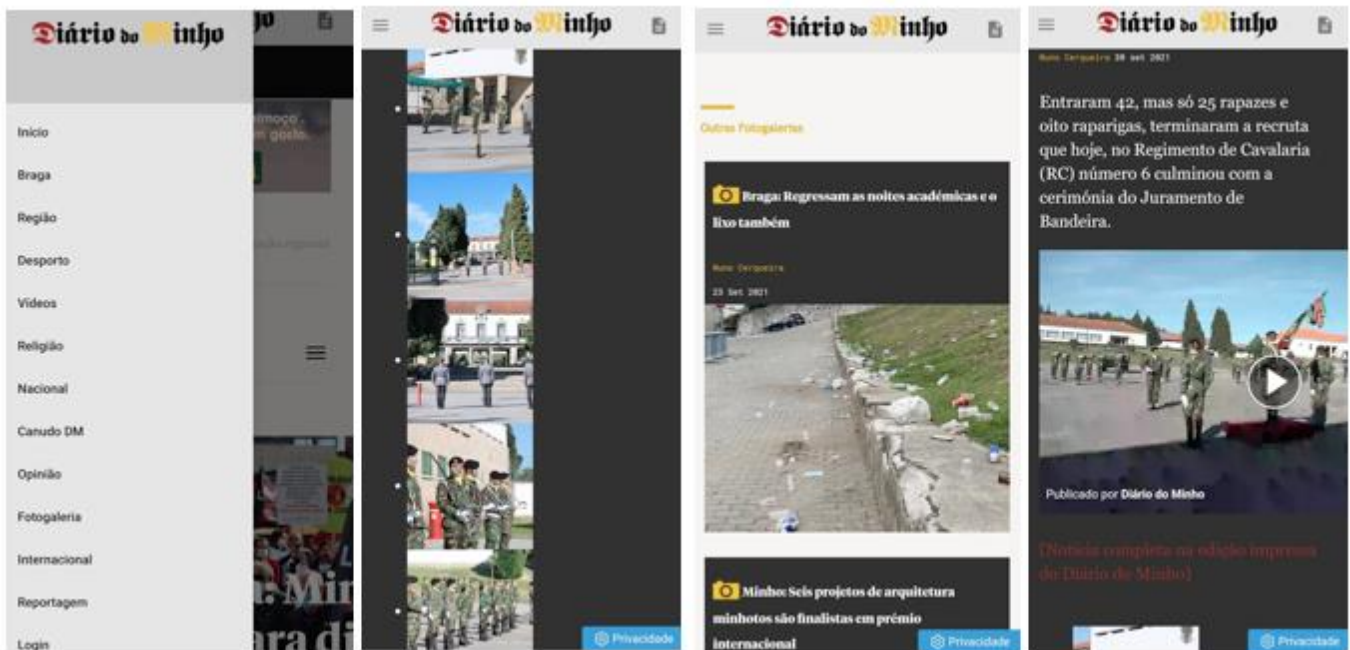 Diário do Minho
Início
Braga
Região
Desporto
Vídeos
Religião
Nacional
Canudo DM
Opinião
Fotogaleria
Internacional
Reportagem
Login
Diário do Minho
Privacidade
Diário do Minho
Outras Fotogalerias
Braga: Regressam as noites académicas e o
lixo também
Nuno Cerqueira
23 Set 2021
Minho: Seis projetos de arquitetura
minhotos são finalistas em prémio
internacional
Privacidade
Diário do Minho
Nuno Cerqueira 30 set 2021
Entraram 42, mas só 25 rapazes e
oito raparigas, terminaram a recruta
que hoje, no Regimento de Cavalaria
(RC) número 6 culminou com a
cerimónia do Juramento de
Bandeira.
Publicado por Diário do Minho
[Notícia completa na edição impressa
do Diário do Minho]
Privacidade